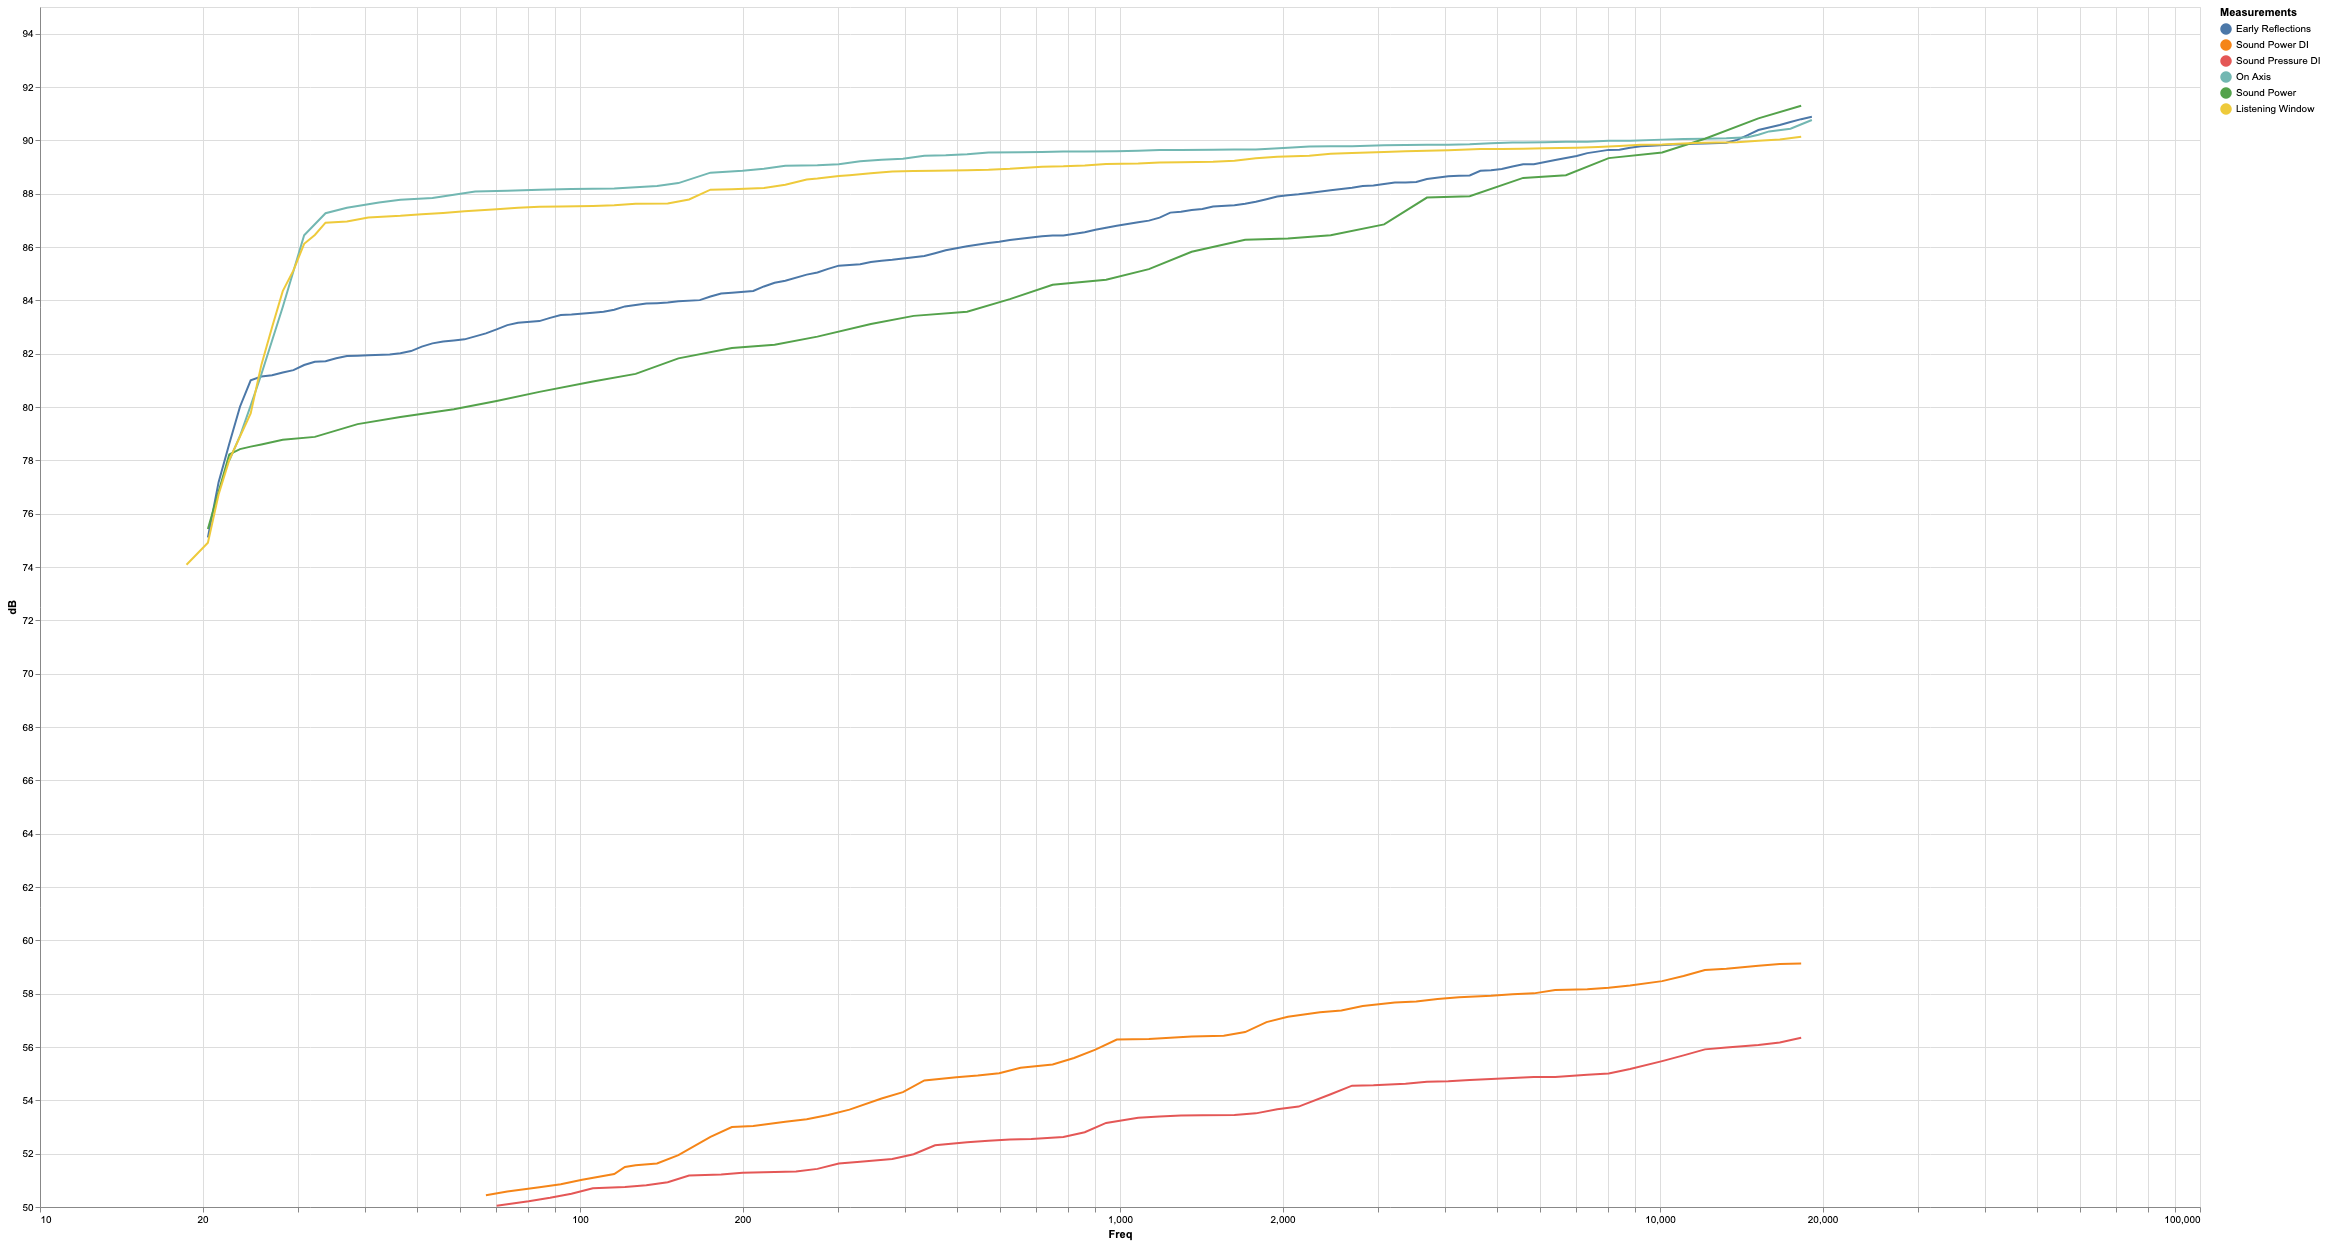 Measurements
Early Reflections
Sound Power DI
Sound Pressure DI
On Axis
Sound Power
Listening Window
94
92
90
88
86
84
82
80
78
76
74
72
70
68
66
64
62
60
58
56
54
52
50
dB
10 20 100 200 1,000 2,000 10,000 20,000 100,000
Freq